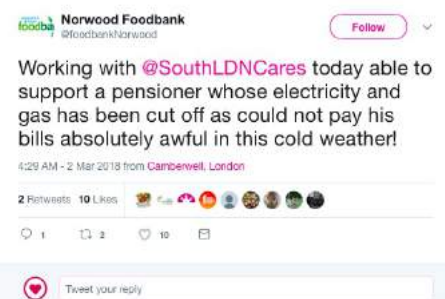 Norwood Foodbank
@foodbankNorwood
Follow
Working with @SouthLDNCares today able to
support a pensioner whose electricity and
gas has been cut off as could not pay his
bills absolutely awful in this cold weather!
4:29 AM - 2 Mar 2018 from Camberwell, London
2 Retweets 10 Likes
1 2 10
Tweet your reply